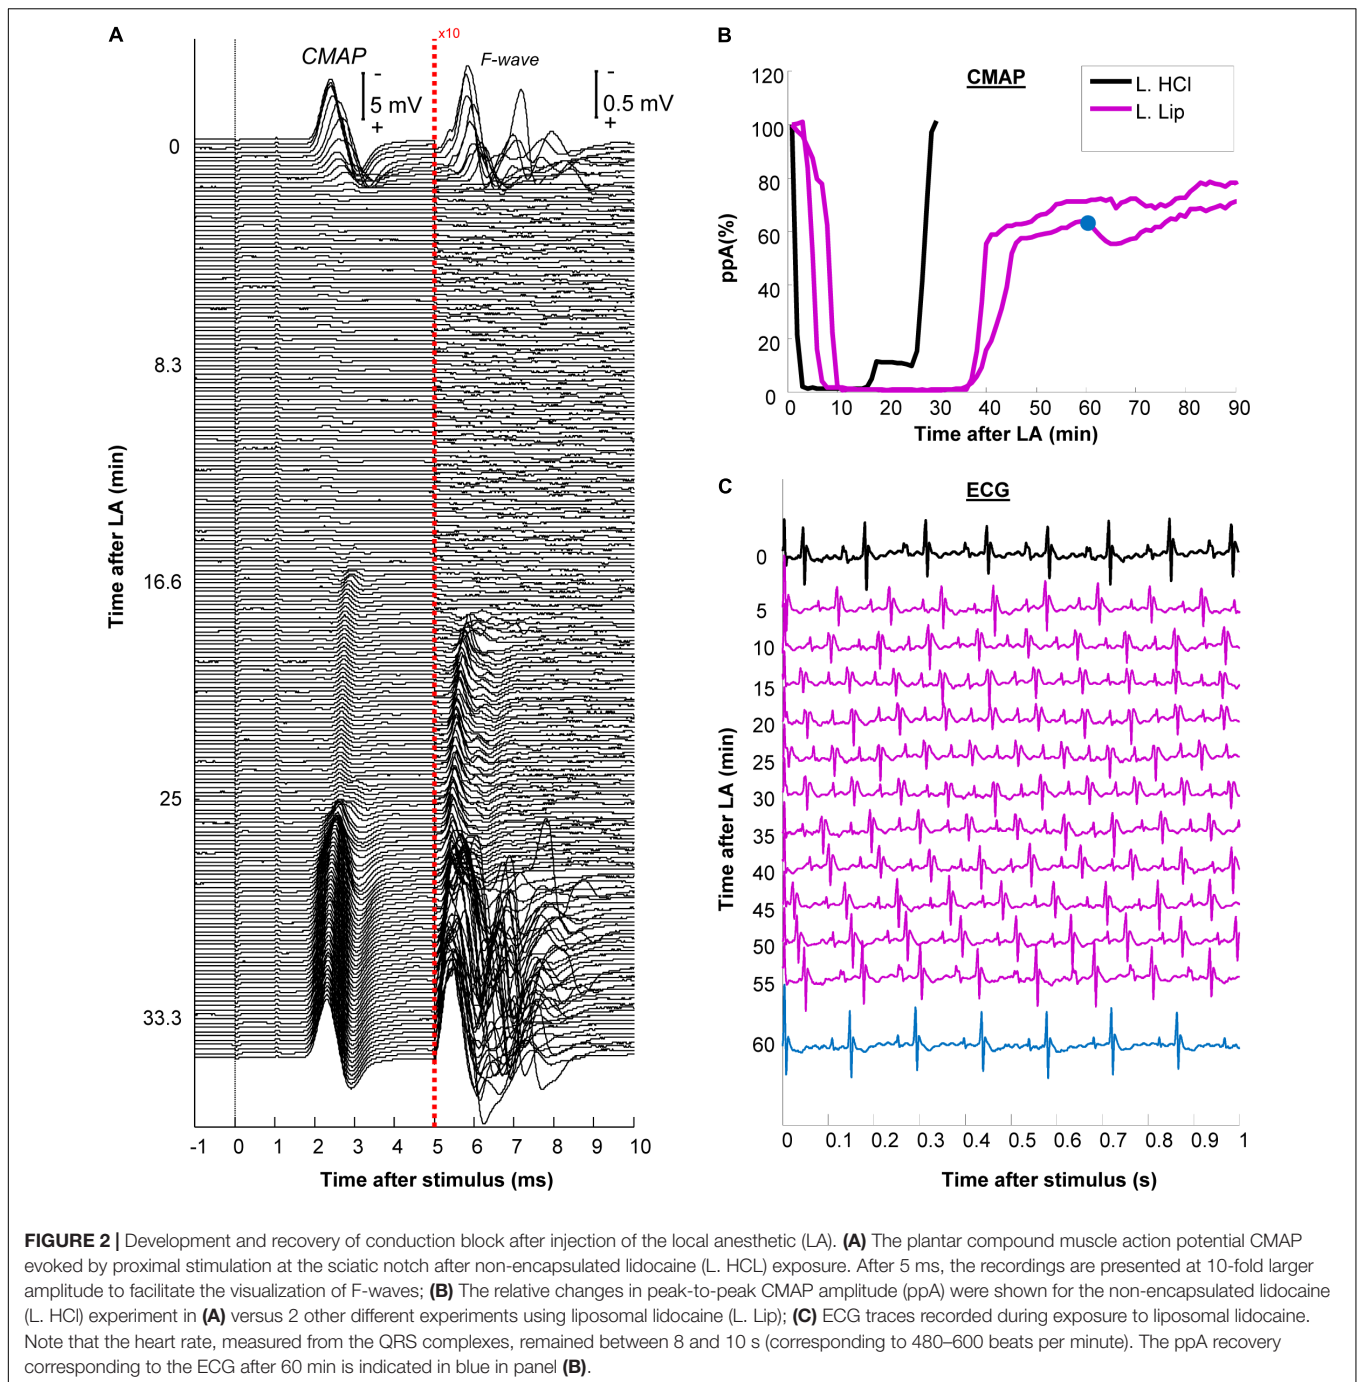 A
x10
CMAP
-
5 mV
+
F-wave
-
0.5 mV
+
Time after LA (min)
0
8.3
16.6
25
33.3
-1 0 1 2 3 4 5 6 7 8 9 10
Time after stimulus (ms)
B
CMAP
L. HCl
L. Lip
ppA(%)
120
100
80
60
40
20
0
0 10 20 30 40 50 60 70 80 90
Time after LA (min)
C
ECG
Time after LA (min)
0
5
10
15
20
25
30
35
40
45
50
55
60
0 0.1 0.2 0.3 0.4 0.5 0.6 0.7 0.8 0.9 1
Time after stimulus (s)
FIGURE 2 | Development and recovery of conduction block after injection of the local anesthetic (LA). (A) The plantar compound muscle action potential CMAP
evoked by proximal stimulation at the sciatic notch after non-encapsulated lidocaine (L. HCL) exposure. After 5 ms, the recordings are presented at 10-fold larger
amplitude to facilitate the visualization of F-waves; (B) The relative changes in peak-to-peak CMAP amplitude (ppA) were shown for the non-encapsulated lidocaine
(L. HCl) experiment in (A) versus 2 other different experiments using liposomal lidocaine (L. Lip); (C) ECG traces recorded during exposure to liposomal lidocaine.
Note that the heart rate, measured from the QRS complexes, remained between 8 and 10 s (corresponding to 480–600 beats per minute). The ppA recovery
corresponding to the ECG after 60 min is indicated in blue in panel (B).